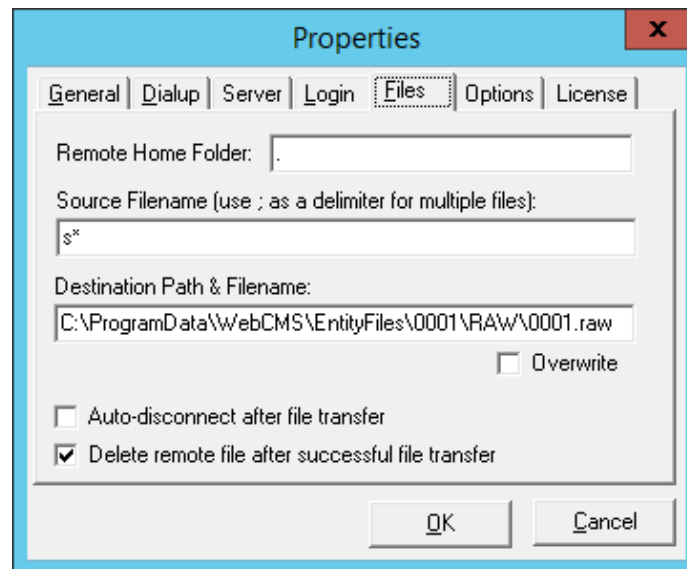 Properties
x
General Dialup Server Login Files Options License
Remote Home Folder: .
Source Filename (use ; as a delimiter for multiple files):
s*
Destination Path & Filename:
C:\ProgramData\WebCMS\EntityFiles\0001\RAW\0001.raw
Overwrite
Auto-disconnect after file transfer
Delete remote file after successful file transfer
OK Cancel